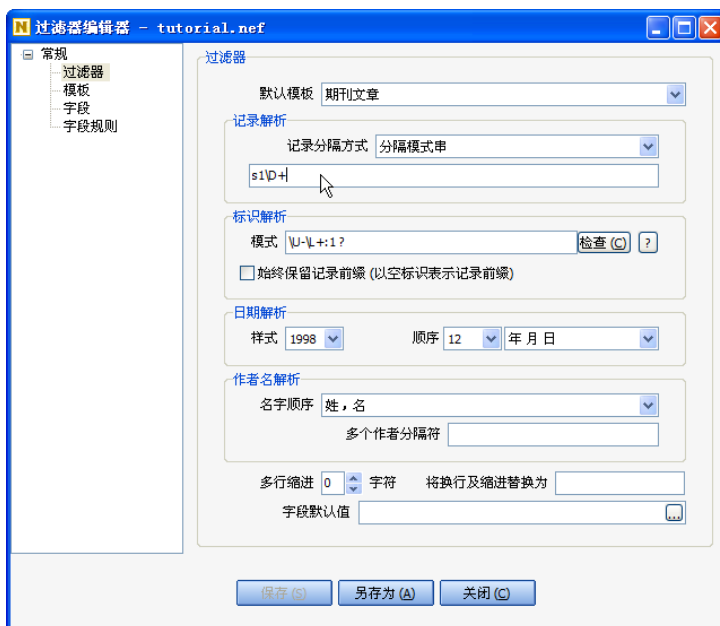 过滤器编辑器 - tutorial.nef
常规
过滤器
模板
字段
字段规则
过滤器
默认模板 期刊文章
记录解析
记录分隔方式 分隔模式串
s1\D+
标识解析
模式 \U-\L+:1? 检查(C) ?
始终保留记录前缀 (以空标识表示记录前缀)
日期解析
样式 1998 顺序 12 年月日
作者名解析
名字顺序 姓，名
多个作者分隔符
多行缩进 0 字符 将换行及缩进替换为
字段默认值 ...
保存(S) 另存为(A) 关闭(C)